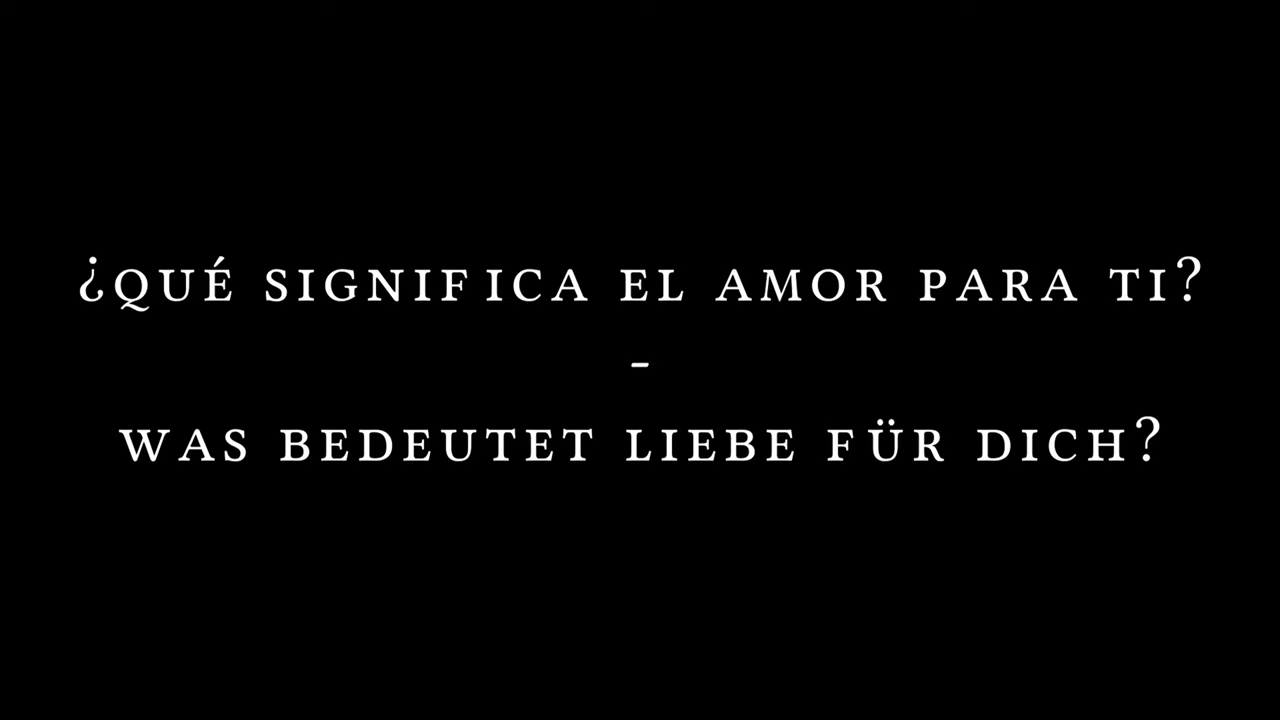 ¿QUÉ SIGNIFICA EL AMOR PARA TI?
-
WAS BEDEUTET LIEBE FÜR DICH?